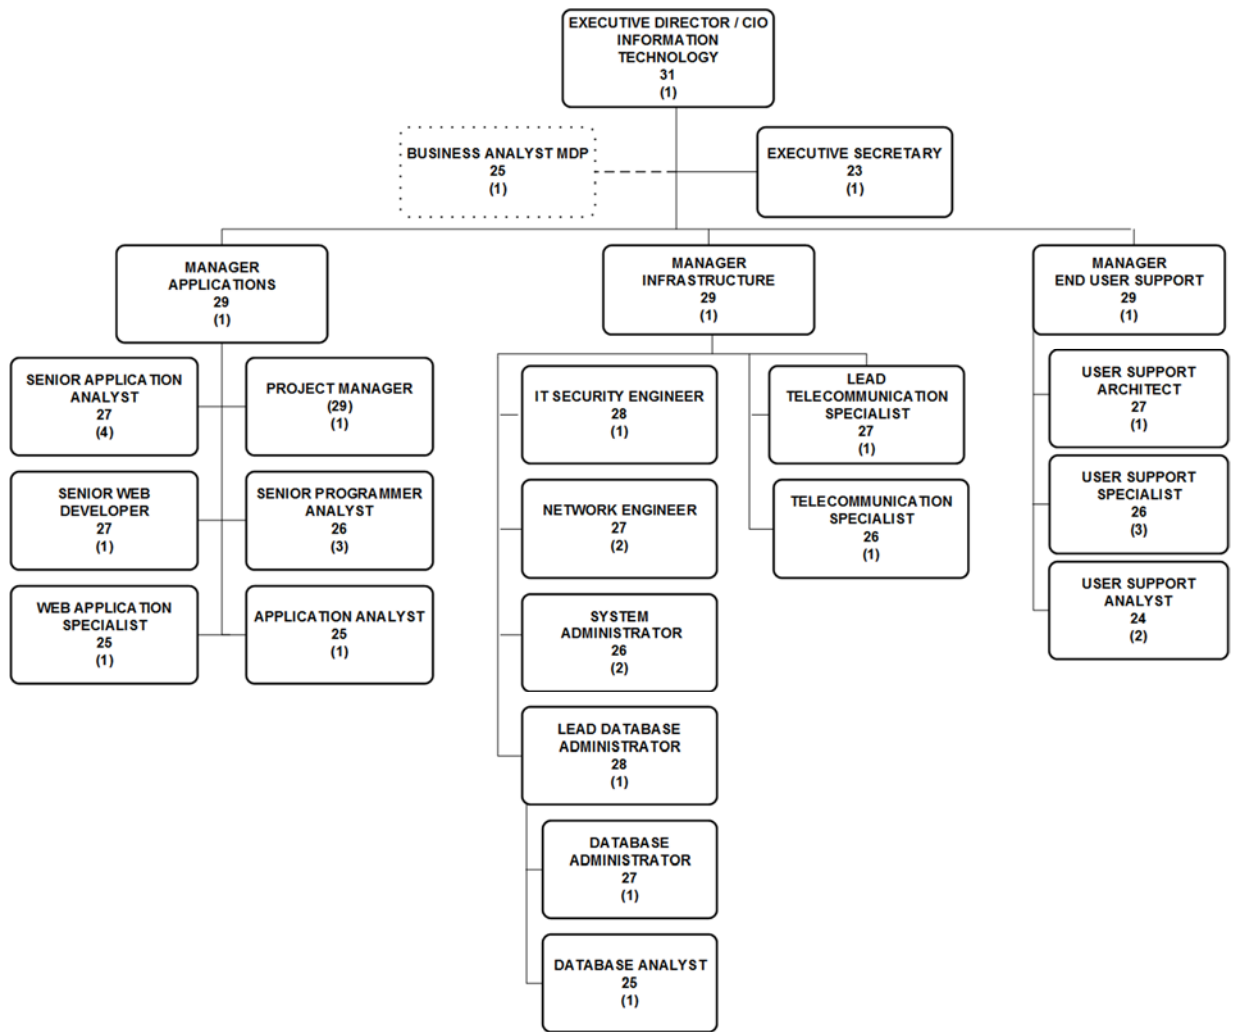 EXECUTIVE DIRECTOR / CIO
INFORMATION
TECHNOLOGY
31
(1)
BUSINESS ANALYST MDP
25
(1)
EXECUTIVE SECRETARY
23
(1)
MANAGER
APPLICATIONS
29
(1)
MANAGER
INFRASTRUCTURE
29
(1)
MANAGER
END USER SUPPORT
29
(1)
SENIOR APPLICATION
ANALYST
27
(4)
PROJECT MANAGER
(29)
(1)
SENIOR WEB
DEVELOPER
27
(1)
SENIOR PROGRAMMER
ANALYST
26
(3)
WEB APPLICATION
SPECIALIST
25
(1)
APPLICATION ANALYST
25
(1)
IT SECURITY ENGINEER
28
(1)
LEAD
TELECOMMUNICATION
SPECIALIST
27
(1)
NETWORK ENGINEER
27
(2)
TELECOMMUNICATION
SPECIALIST
26
(1)
SYSTEM
ADMINISTRATOR
26
(2)
LEAD DATABASE
ADMINISTRATOR
28
(1)
DATABASE
ADMINISTRATOR
27
(1)
DATABASE ANALYST
25
(1)
USER SUPPORT
ARCHITECT
27
(1)
USER SUPPORT
SPECIALIST
26
(3)
USER SUPPORT
ANALYST
24
(2)